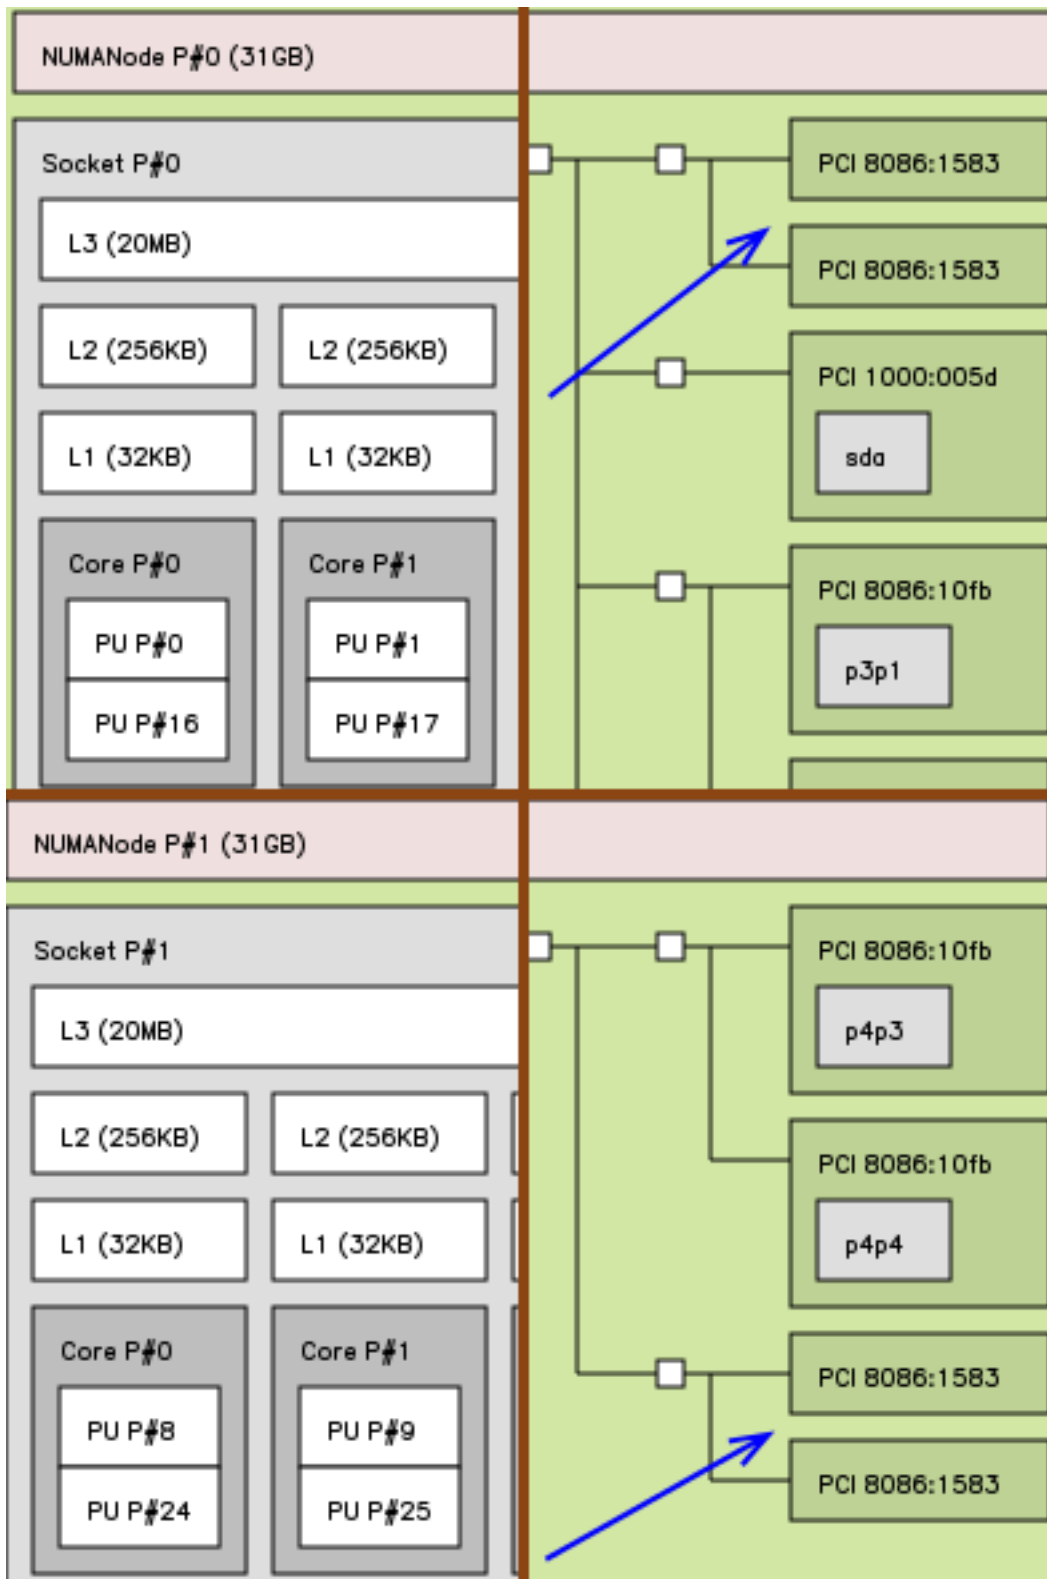 NUMANode P#0 (31GB)
Socket P#0
L3 (20MB)
L2 (256KB) L2 (256KB)
L1 (32KB) L1 (32KB)
Core P#0 Core P#1
PU P#0 PU P#1
PU P#16 PU P#17
PCI 8086:1583
PCI 8086:1583
PCI 1000:005d
sda
PCI 8086:10fb
p3p1
NUMANode P#1 (31GB)
Socket P#1
L3 (20MB)
L2 (256KB) L2 (256KB)
L1 (32KB) L1 (32KB)
Core P#0 Core P#1
PU P#8 PU P#9
PU P#24 PU P#25
PCI 8086:10fb
p4p3
PCI 8086:10fb
p4p4
PCI 8086:1583
PCI 8086:1583